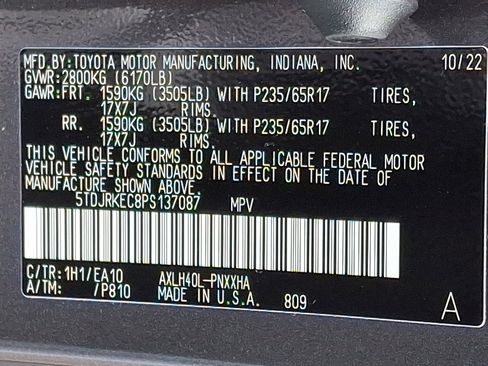 MFD.BY:TOYOTA MOTOR MANUFACTURING, INDIANA, INC. 10/22
GVWR:2800KG (6170LB)
GAWR:FRT. 1590KG (3505LB) WITH P235/65R17 TIRES,
17X7J RIMS.
RR. 1590KG (3505LB) WITH P235/65R17 TIRES,
17X7J RIMS.
THIS VEHICLE CONFORMS TO ALL APPLICABLE FEDERAL MOTOR
VEHICLE SAFETY STANDARDS IN EFFECT ON THE DATE OF
MANUFACTURE SHOWN ABOVE.
5TDJRKEC8PS137087 MPV
C/TR:1H1/EA10 AXLH40L-PNXXHA
A/TM: /P810 MADE IN U.S.A. 809 A